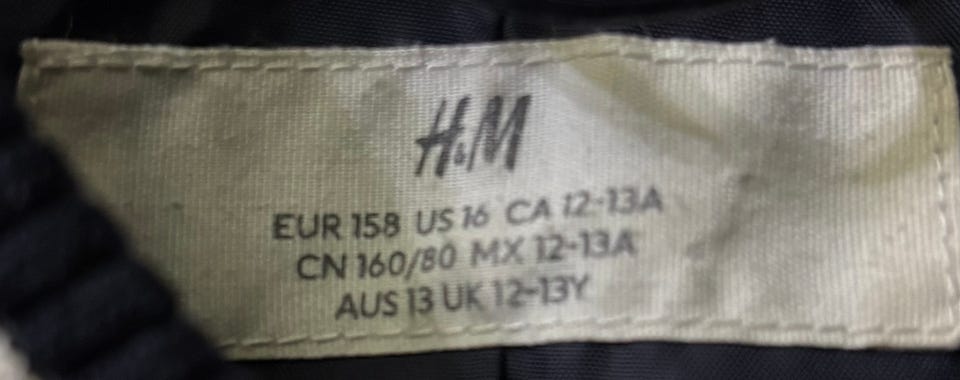 H&M
EUR 158 US 16 CA 12-13A
CN 160/80 MX 12-13A
AUS 13 UK 12-13Y